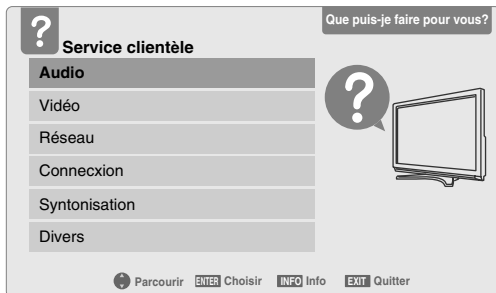 Que puis-je faire pour vous?
?
Service clientèle
Audio
?
Vidéo
Réseau
Connecxion
Syntonisation
Divers
Parcourir ENTER Choisir INFO Info EXIT Quitter